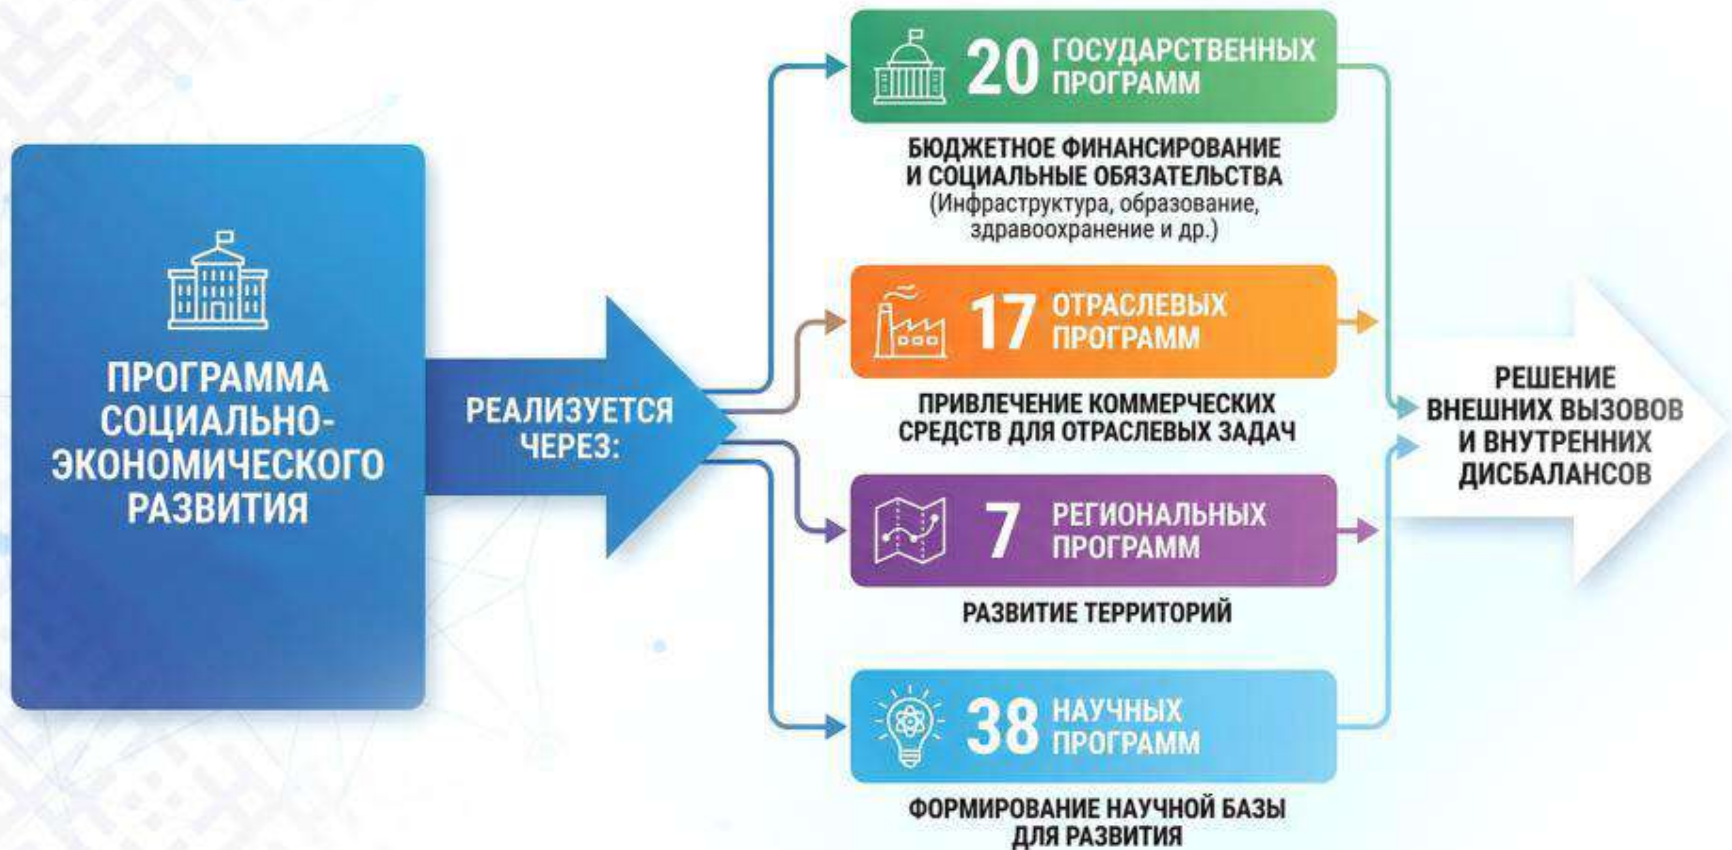 ПРОГРАММА
СОЦИАЛЬНО-
ЭКОНОМИЧЕСКОГО
РАЗВИТИЯ
РЕАЛИЗУЕТСЯ
ЧЕРЕЗ:
20 ГОСУДАРСТВЕННЫХ
ПРОГРАММ
БЮДЖЕТНОЕ ФИНАНСИРОВАНИЕ
И СОЦИАЛЬНЫЕ ОБЯЗАТЕЛЬСТВА
(Инфраструктура, образование,
здравоохранение и др.)
17 ОТРАСЛЕВЫХ
ПРОГРАММ
ПРИВЛЕЧЕНИЕ КОММЕРЧЕСКИХ
СРЕДСТВ ДЛЯ ОТРАСЛЕВЫХ ЗАДАЧ
7 РЕГИОНАЛЬНЫХ
ПРОГРАММ
РАЗВИТИЕ ТЕРРИТОРИЙ
38 НАУЧНЫХ
ПРОГРАММ
ФОРМИРОВАНИЕ НАУЧНОЙ БАЗЫ
ДЛЯ РАЗВИТИЯ
РЕШЕНИЕ
ВНЕШНИХ ВЫЗОВОВ
И ВНУТРЕННИХ
ДИСБАЛАНСОВ